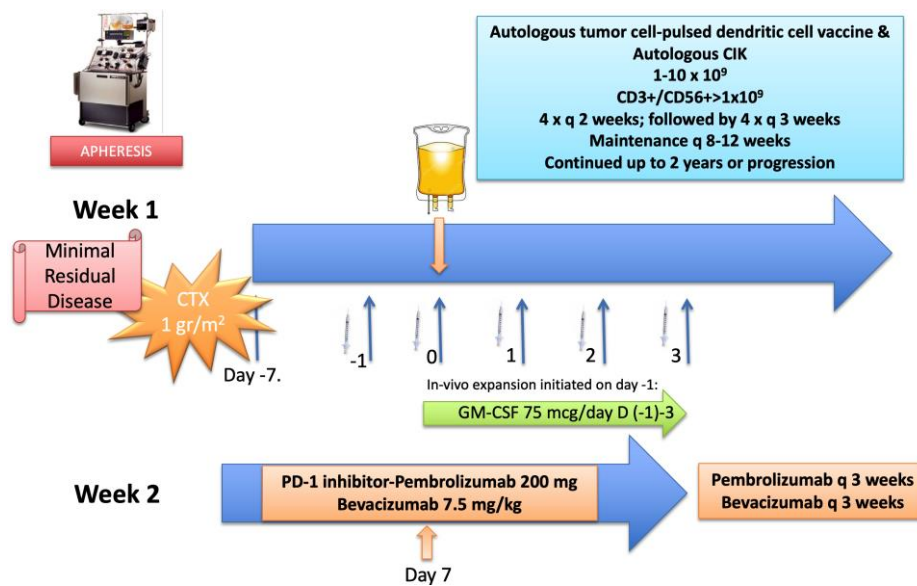 Autologous tumor cell-pulsed dendritic cell vaccine &
Autologous CIK
1-10 x 10⁹
CD3+/CD56+>1x10⁹
4 x q 2 weeks; followed by 4 x q 3 weeks
Maintenance q 8-12 weeks
Continued up to 2 years or progression
APHERESIS
Week 1
Minimal
Residual
Disease
CTX
1 gr/m²
Day -7.
-1
0
1
2
3
In-vivo expansion initiated on day -1:
GM-CSF 75 mcg/day D (-1)-3
Week 2
PD-1 inhibitor-Pembrolizumab 200 mg
Bevacizumab 7.5 mg/kg
Pembrolizumab q 3 weeks
Bevacizumab q 3 weeks
Day 7